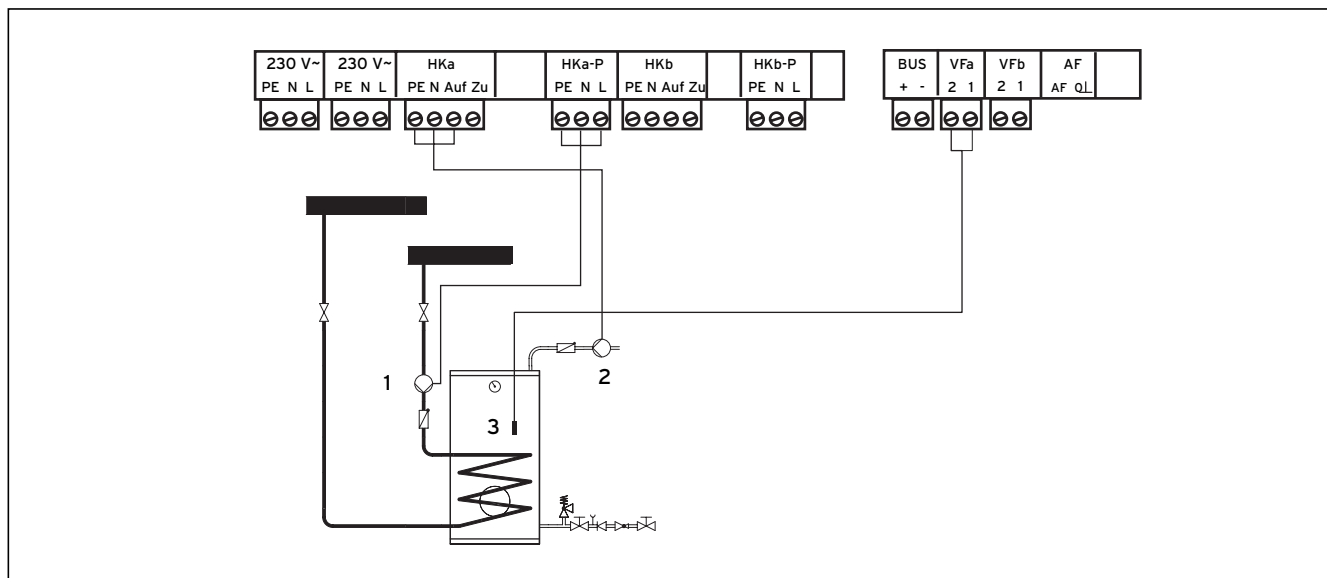 230 V~ 230 V~ HKa HKa-P HKb HKb-P BUS VFa VFb AF
PE N L PE N L PE N Auf Zu PE N L PE N Auf Zu PE N L + - 2 1 2 1 AF
1
2
3